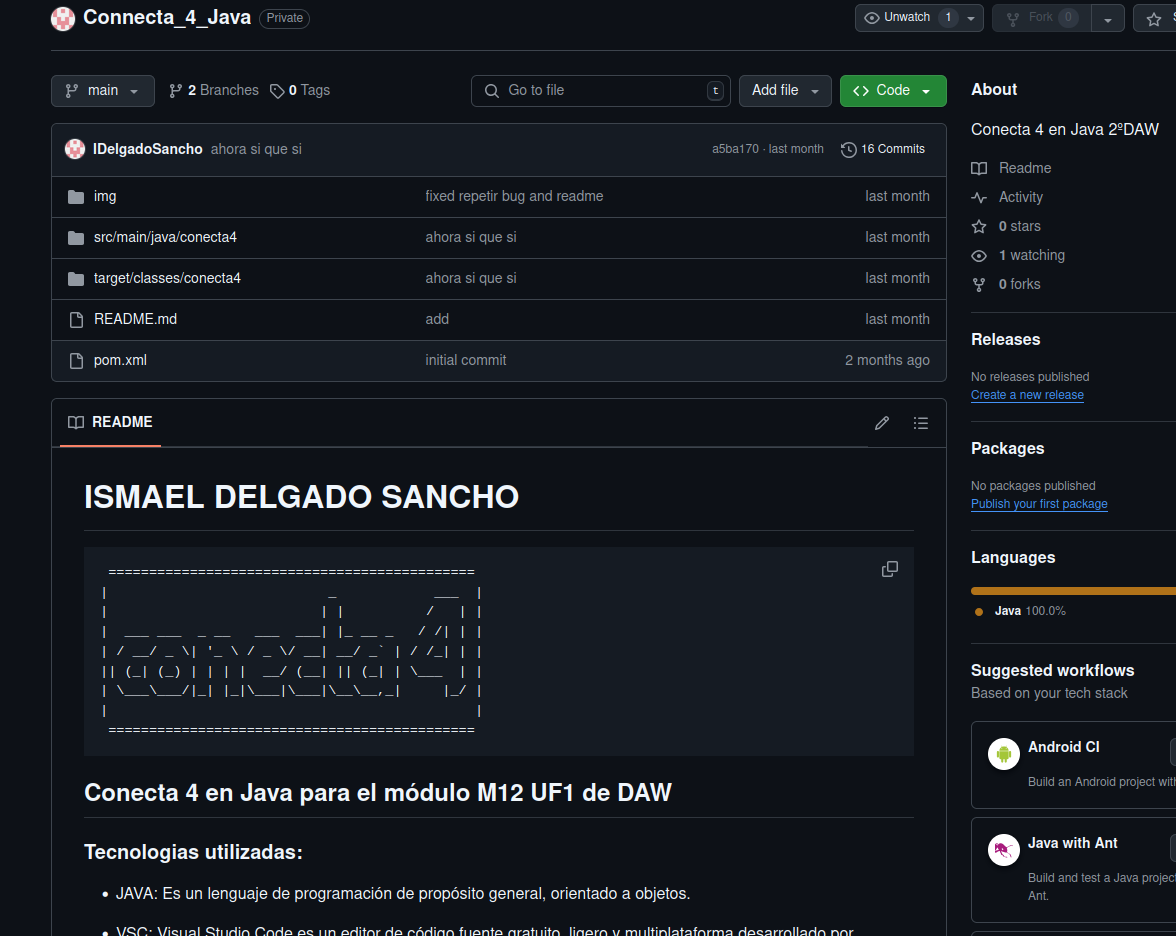 Connecta_4_Java Private
Unwatch 1
Fork 0
main
2 Branches
0 Tags
Go to file
t
Add file
Code
IDelgadoSancho ahora si que si
a5ba170 · last month
16 Commits
img fixed repetir bug and readme last month
src/main/java/conecta4 ahora si que si last month
target/classes/conecta4 ahora si que si last month
README.md add last month
pom.xml initial commit 2 months ago
README
ISMAEL DELGADO SANCHO
 =============================================
|                           _            ___  |
|                          | |          /   | |
|  ___ ___  _ __   ___  ___| |_ __ _   / /| | |
| / __/ _ \| '_ \ / _ \/ __| __/ _` | / /_| | |
|| (_| (_) | | | |  __/ (__| || (_| | \___  | |
| \___\___/|_| |_|\___|\___|\__\__,_|     |_/ |
|                                             |
 =============================================
Conecta 4 en Java para el módulo M12 UF1 de DAW
Tecnologias utilizadas:
JAVA: Es un lenguaje de programación de propósito general, orientado a objetos.
VSC: Visual Studio Code es un editor de código fuente gratuito, ligero y multiplataforma desarrollado por
About
Conecta 4 en Java 2ºDAW
Readme
Activity
0 stars
1 watching
0 forks
Releases
No releases published
Create a new release
Packages
No packages published
Publish your first package
Languages
Java 100.0%
Suggested workflows
Based on your tech stack
Android CI
Build an Android project with
Java with Ant
Build and test a Java project
Ant.